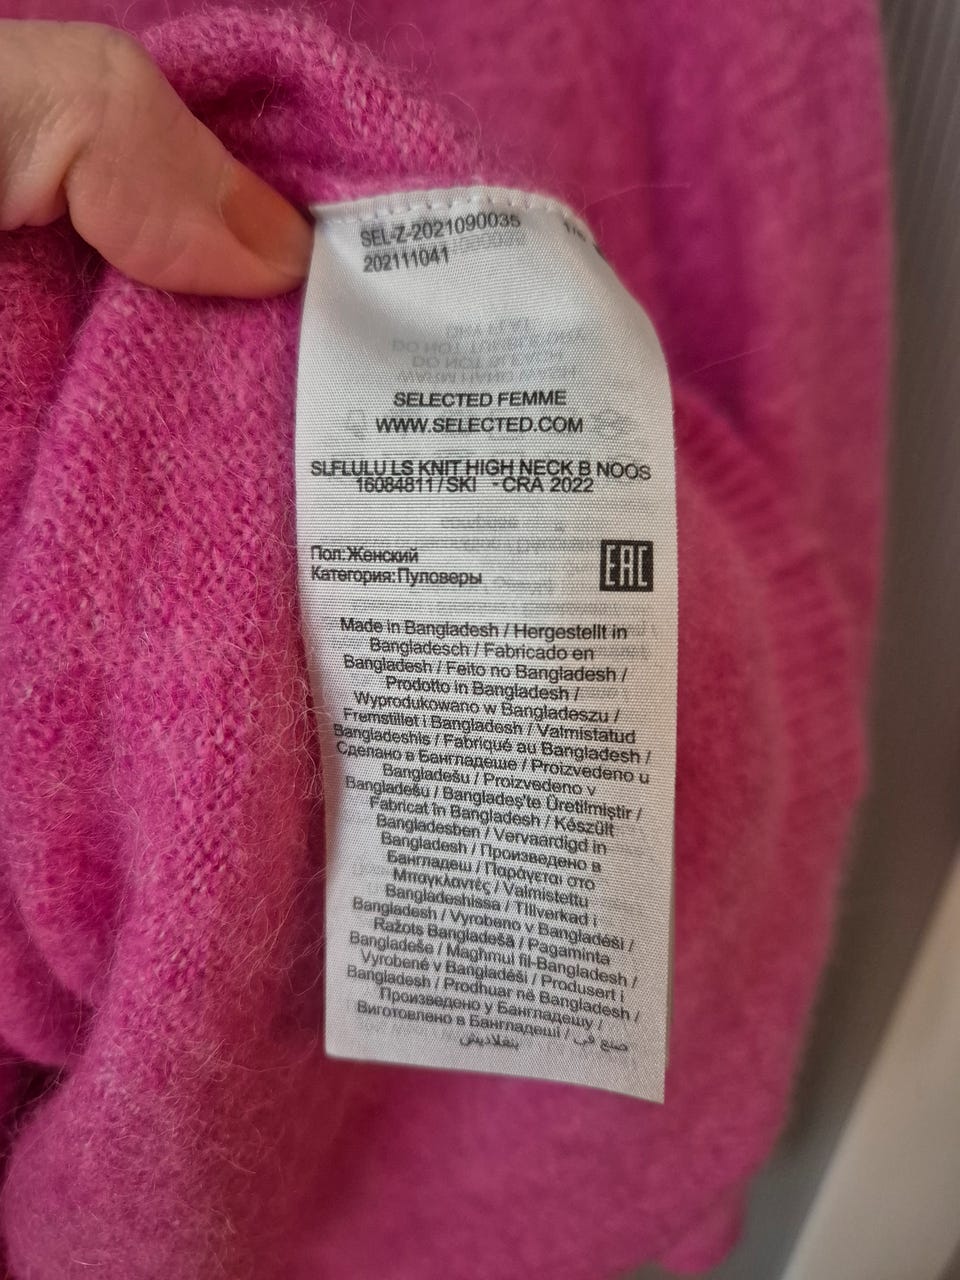 SEL-Z-2021090035
202111041
SELECTED FEMME
WWW.SELECTED.COM
SLFLULU LS KNIT HIGH NECK B NOOS
16084811/SKI - CRA 2022
Пол:Женский
Категория:Пуловеры
EAC
Made in Bangladesh / Hergestellt in
Bangladesch / Fabricado en
Bangladesh / Feito no Bangladesh /
Prodotto in Bangladesh /
Wyprodukowano w Bangladeszu /
Fremstillet i Bangladesh / Valmistatud
Bangladeshis / Fabriqué au Bangladesh /
Сделано в Бангладеше / Proizvedeno u
Bangladešu / Proizvedeno v
Bangladešu / Bangladeş'te Üretilmiştir /
Fabricat în Bangladesh / Készült
Bangladesben / Vervaardigd in
Bangladesh / Произведено в
Бангладеш / Παράγεται στο
Μπαγκλαντές / Valmistettu
Bangladeshissa / Tillverkad i
Bangladesh / Vyrobeno v Bangladéši /
Ražots Bangladešā / Pagaminta
Bangladeše / Maghmul fil-Bangladesh /
Vyrobené v Bangladéši / Produsert i
Bangladesh / Prodhuar në Bangladesh /
Произведено у Бангладешу /
Виготовлено в Бангладеші / صنع في
بنغلاديش